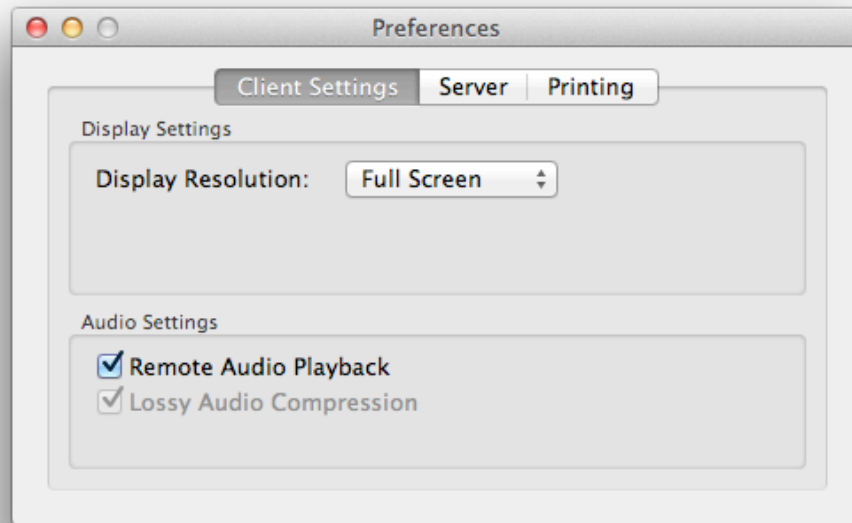 Preferences
Client Settings Server Printing
Display Settings
Display Resolution: Full Screen
Audio Settings
Remote Audio Playback
Lossy Audio Compression